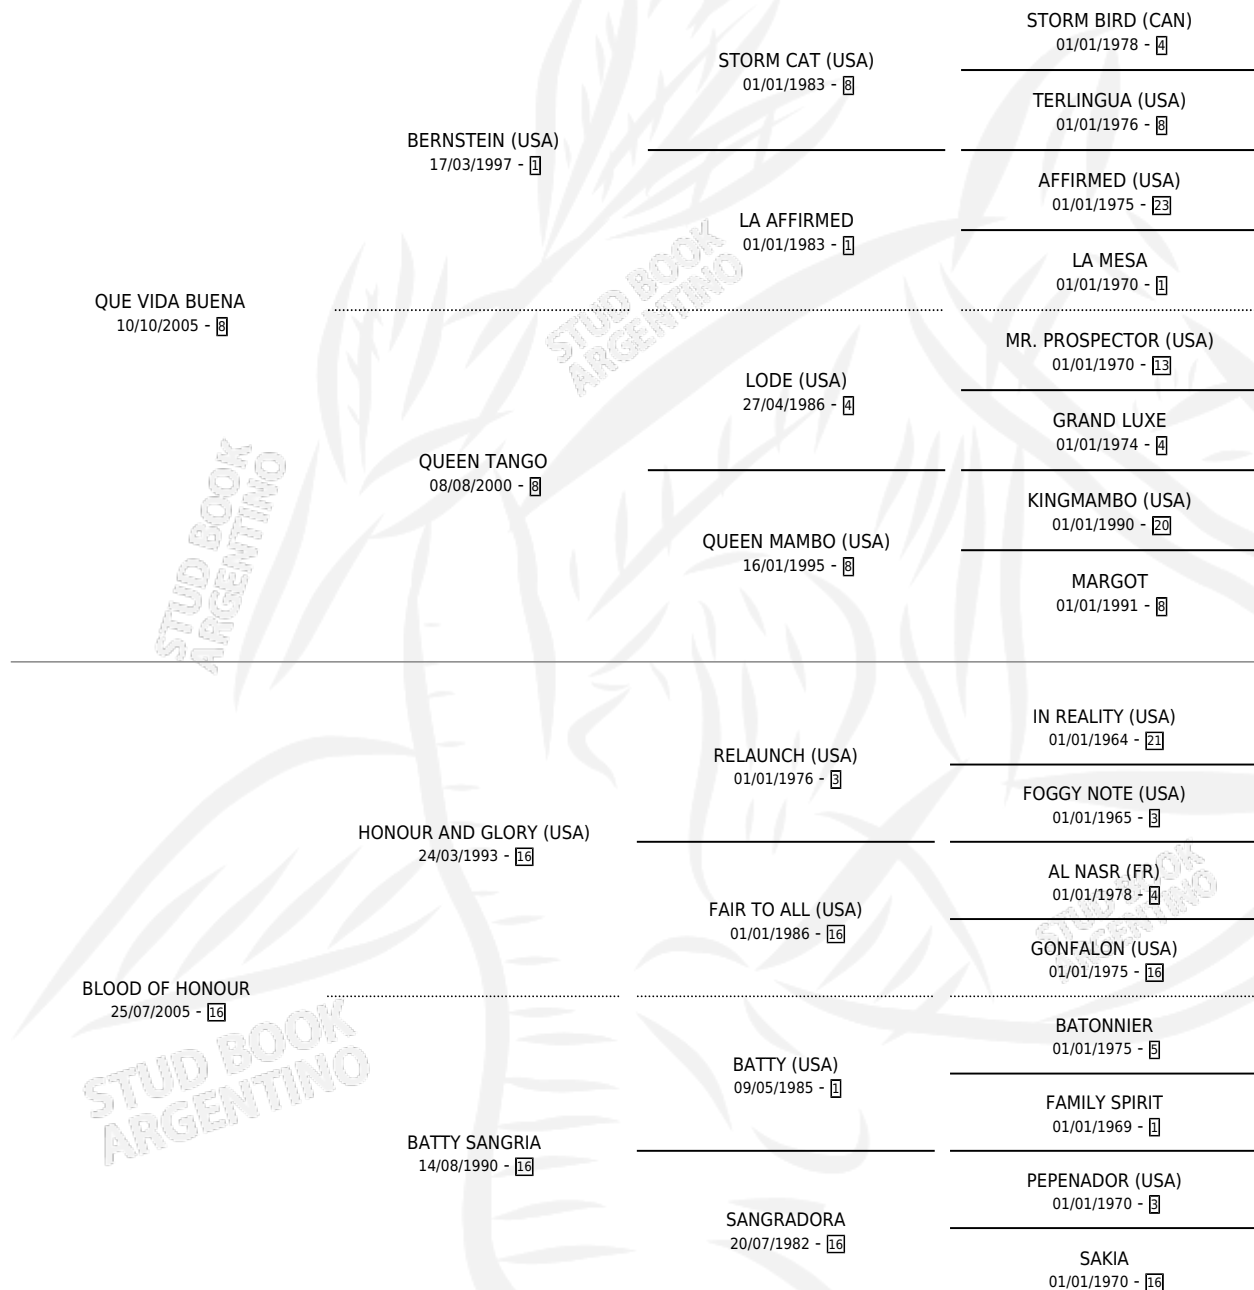 STORM BIRD (CAN)
01/01/1978 - 4
STORM CAT (USA)
01/01/1983 - 8
TERLINGUA (USA)
01/01/1976 - 8
BERNSTEIN (USA)
17/03/1997 - 1
AFFIRMED (USA)
01/01/1975 - 23
LA AFFIRMED
01/01/1983 - 1
LA MESA
01/01/1970 - 1
QUE VIDA BUENA
10/10/2005 - 8
MR. PROSPECTOR (USA)
01/01/1970 - 13
LODE (USA)
27/04/1986 - 4
GRAND LUXE
01/01/1974 - 4
QUEEN TANGO
08/08/2000 - 8
KINGMAMBO (USA)
01/01/1990 - 20
QUEEN MAMBO (USA)
16/01/1995 - 8
MARGOT
01/01/1991 - 8
IN REALITY (USA)
01/01/1964 - 21
RELAUNCH (USA)
01/01/1976 - 3
FOGGY NOTE (USA)
01/01/1965 - 3
HONOUR AND GLORY (USA)
24/03/1993 - 16
AL NASR (FR)
01/01/1978 - 4
FAIR TO ALL (USA)
01/01/1986 - 16
GONFALON (USA)
01/01/1975 - 16
BLOOD OF HONOUR
25/07/2005 - 16
BATONNIER
01/01/1975 - 5
BATTY (USA)
09/05/1985 - 1
FAMILY SPIRIT
01/01/1969 - 1
BATTY SANGRIA
14/08/1990 - 16
PEPENADOR (USA)
01/01/1970 - 3
SANGRADORA
20/07/1982 - 16
SAKIA
01/01/1970 - 16
STUD BOOK
ARGENTINO
STUD BOOK
ARGENTINO
STUD BOOK
ARGENTINO
STUD BOOK
ARGENTINO